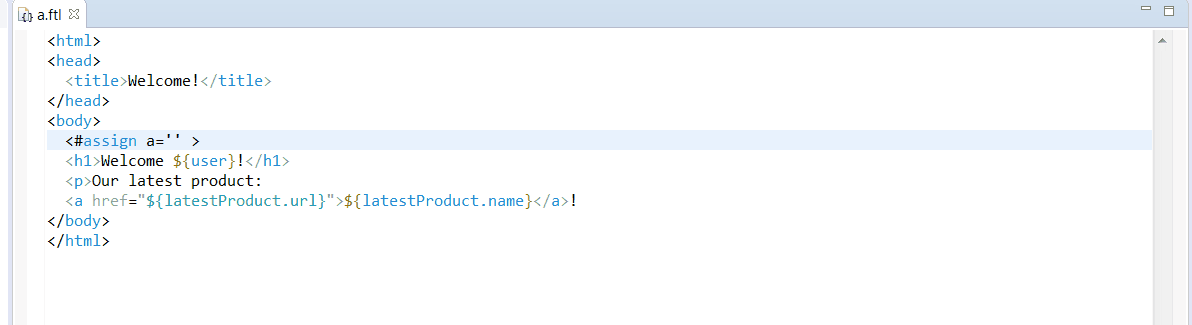 a.ftl
<html>
<head>
  <title>Welcome!</title>
</head>
<body>
  <#assign a='' >
  <h1>Welcome ${user}!</h1>
  <p>Our latest product:
  <a href="${latestProduct.url}">${latestProduct.name}</a>!
</body>
</html>